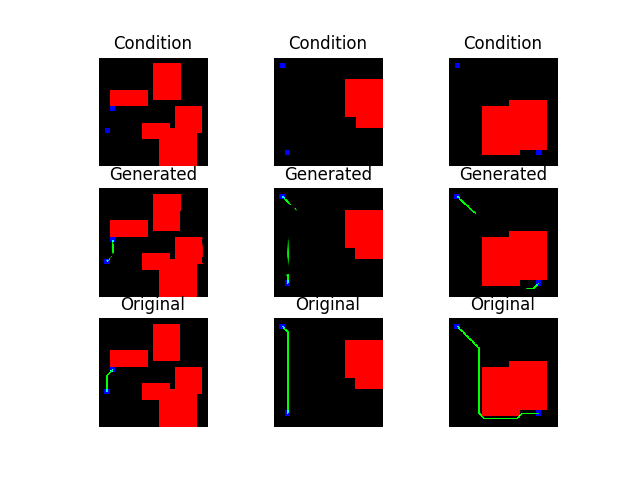 Condition
Condition
Condition
Generated
Generated
Generated
Original
Original
Original